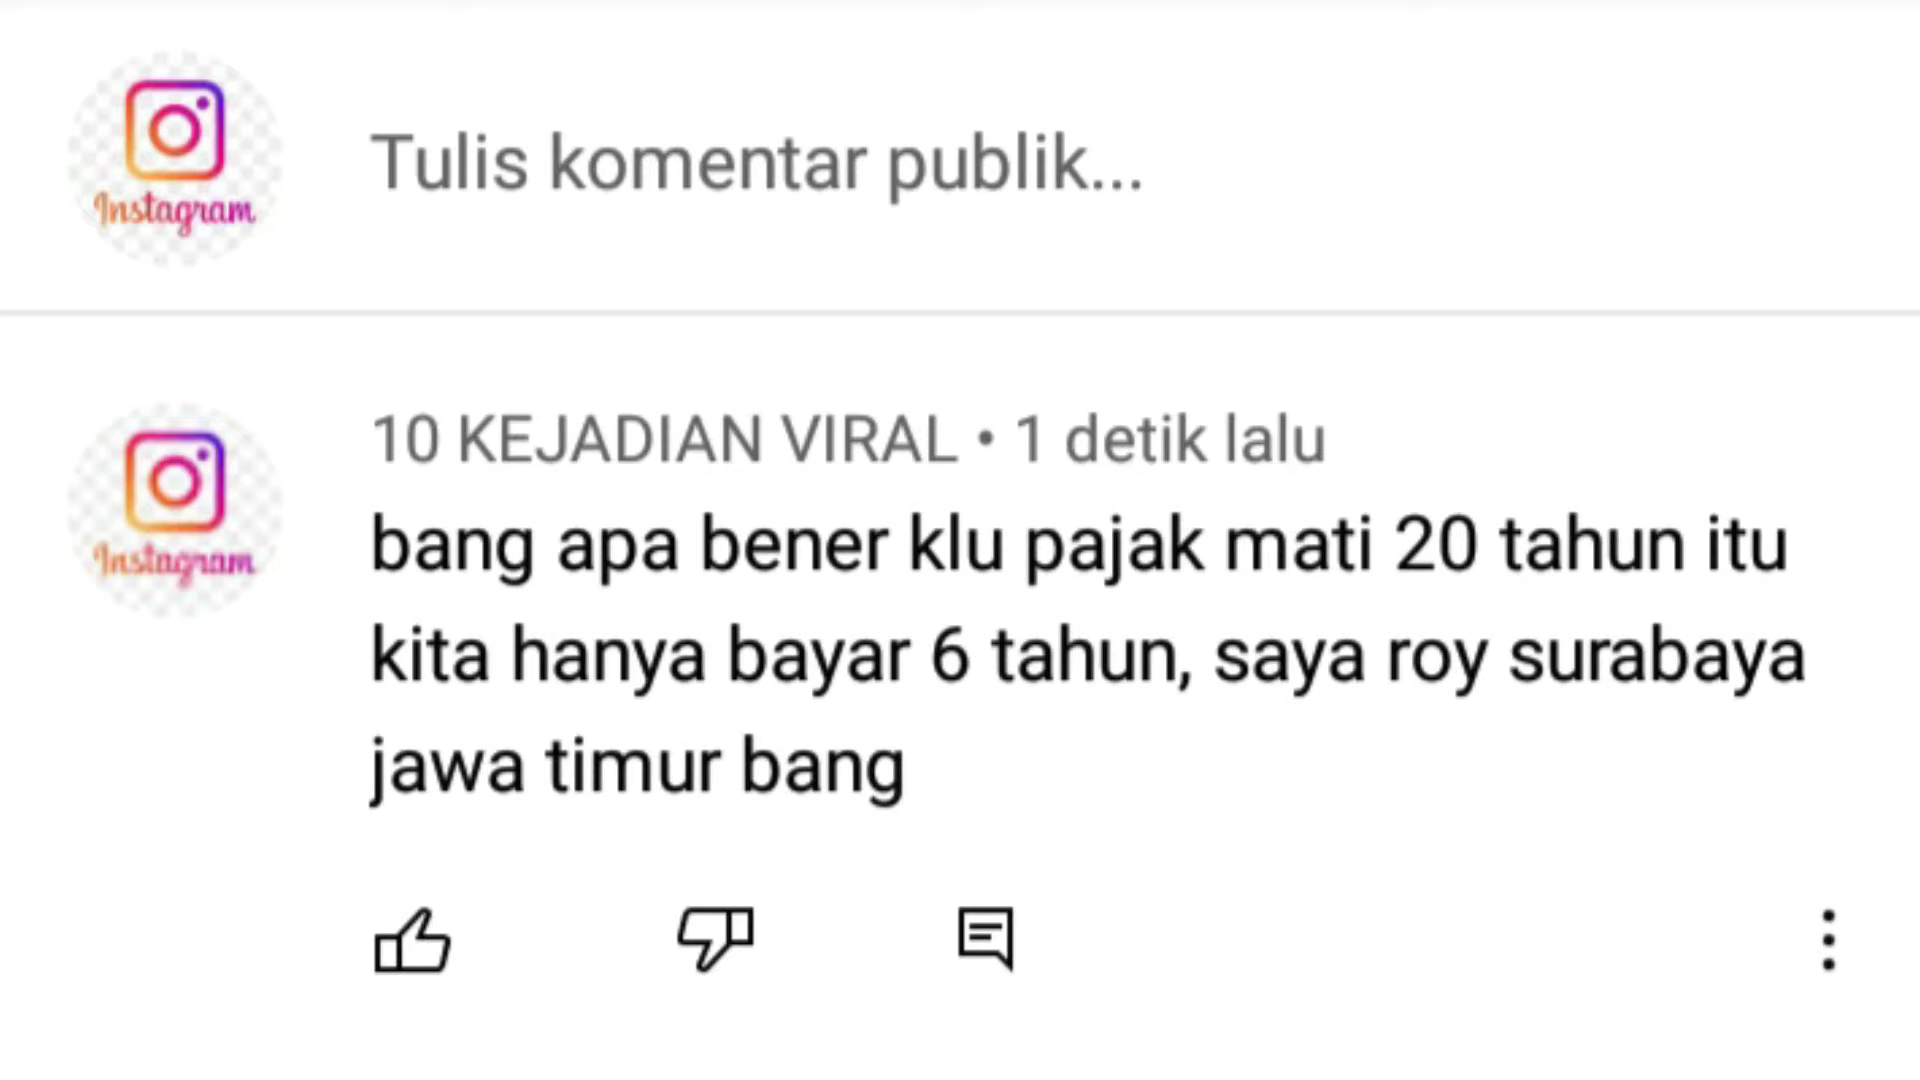 Instagram
Tulis komentar publik...
Instagram
10 KEJADIAN VIRAL • 1 detik lalu
bang apa bener klu pajak mati 20 tahun itu
kita hanya bayar 6 tahun, saya roy surabaya
jawa timur bang